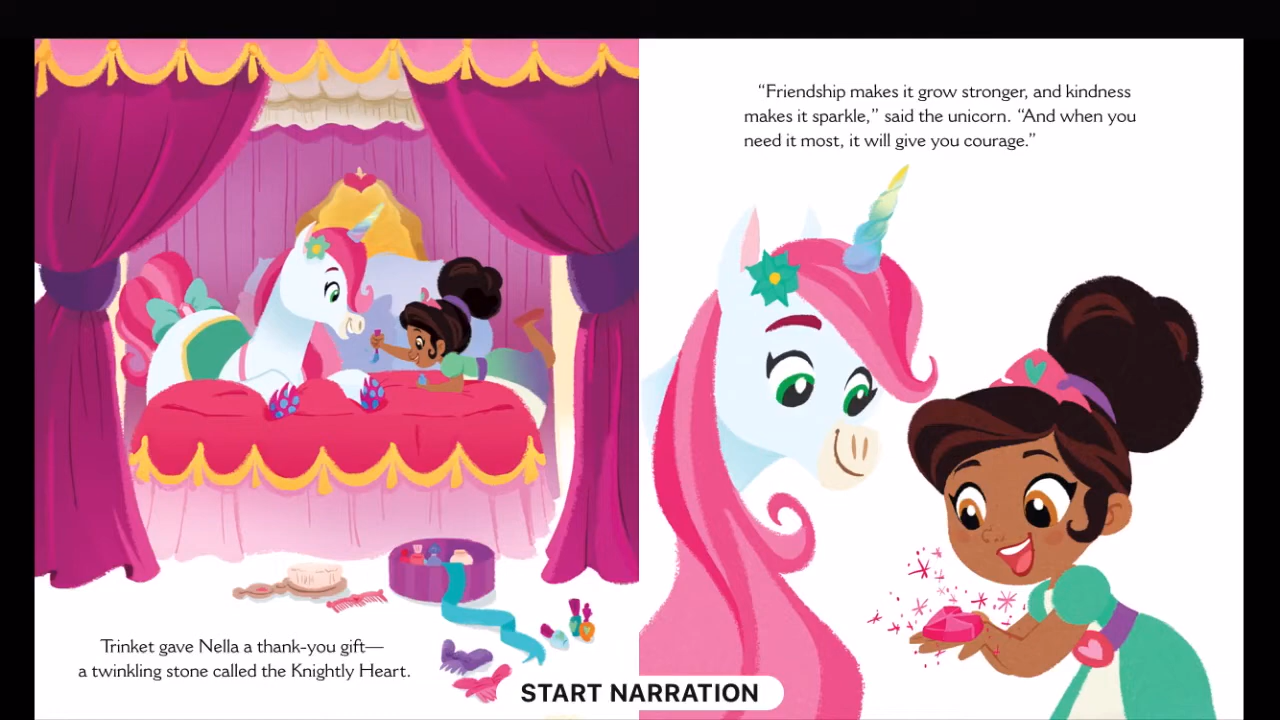 Trinket gave Nella a thank-you gift—
a twinkling stone called the Knightly Heart.
“Friendship makes it grow stronger, and kindness
makes it sparkle,” said the unicorn. “And when you
need it most, it will give you courage.”
START NARRATION